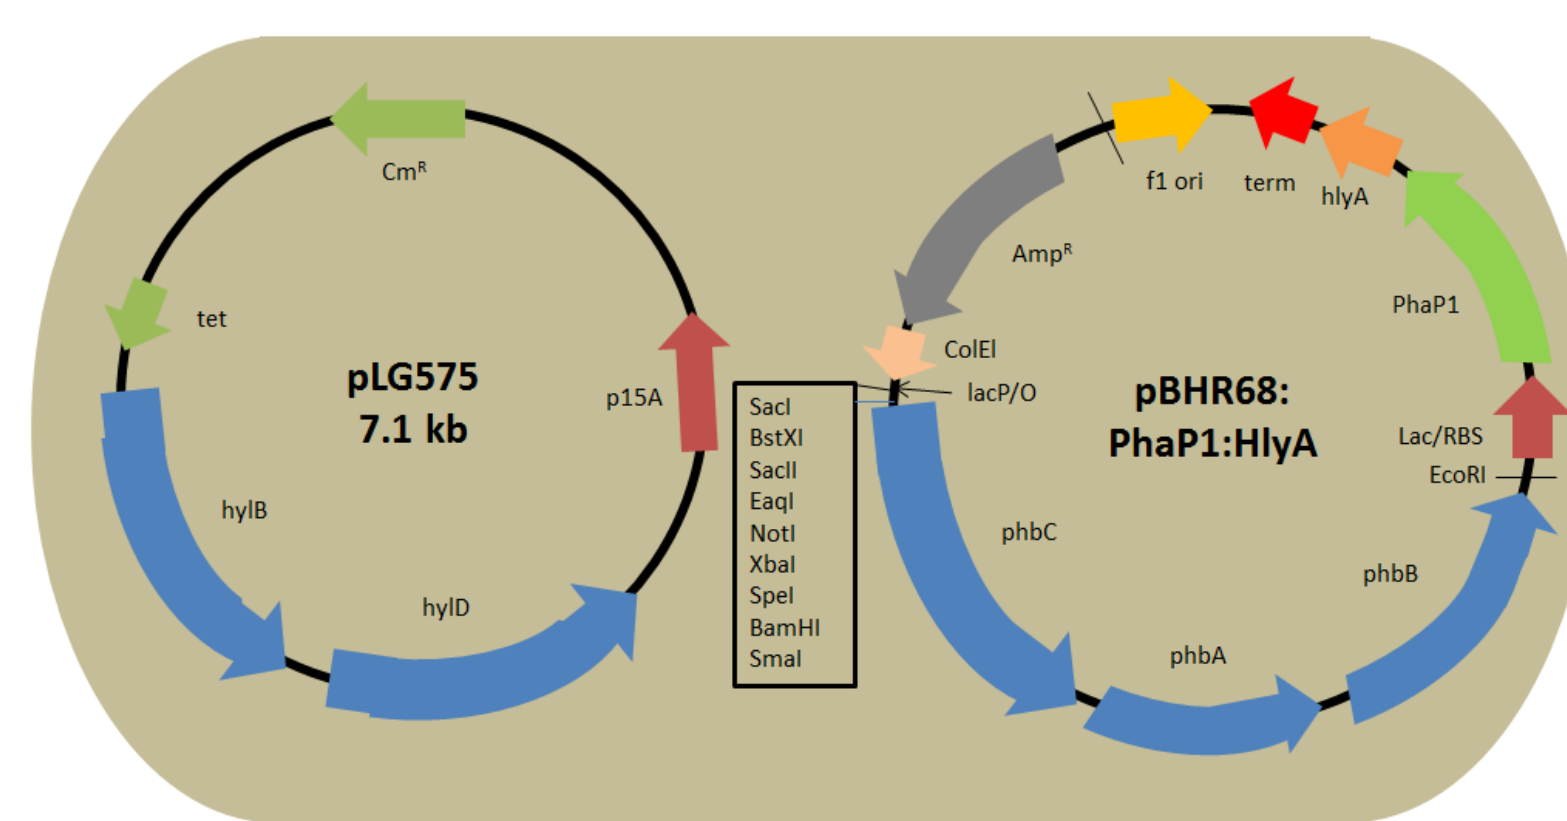 Cmᴿ
tet
pLG575
7.1 kb
p15A
hylB
hylD
SacI
BstXI
SacII
EaqI
NotI
XbaI
SpeI
BamHI
SmaI
f1 ori
term
hlyA
Ampᴿ
PhaP1
ColEl
lacP/O
pBHR68:
PhaP1:HlyA
Lac/RBS
EcoRI
phbC
phbB
phbA